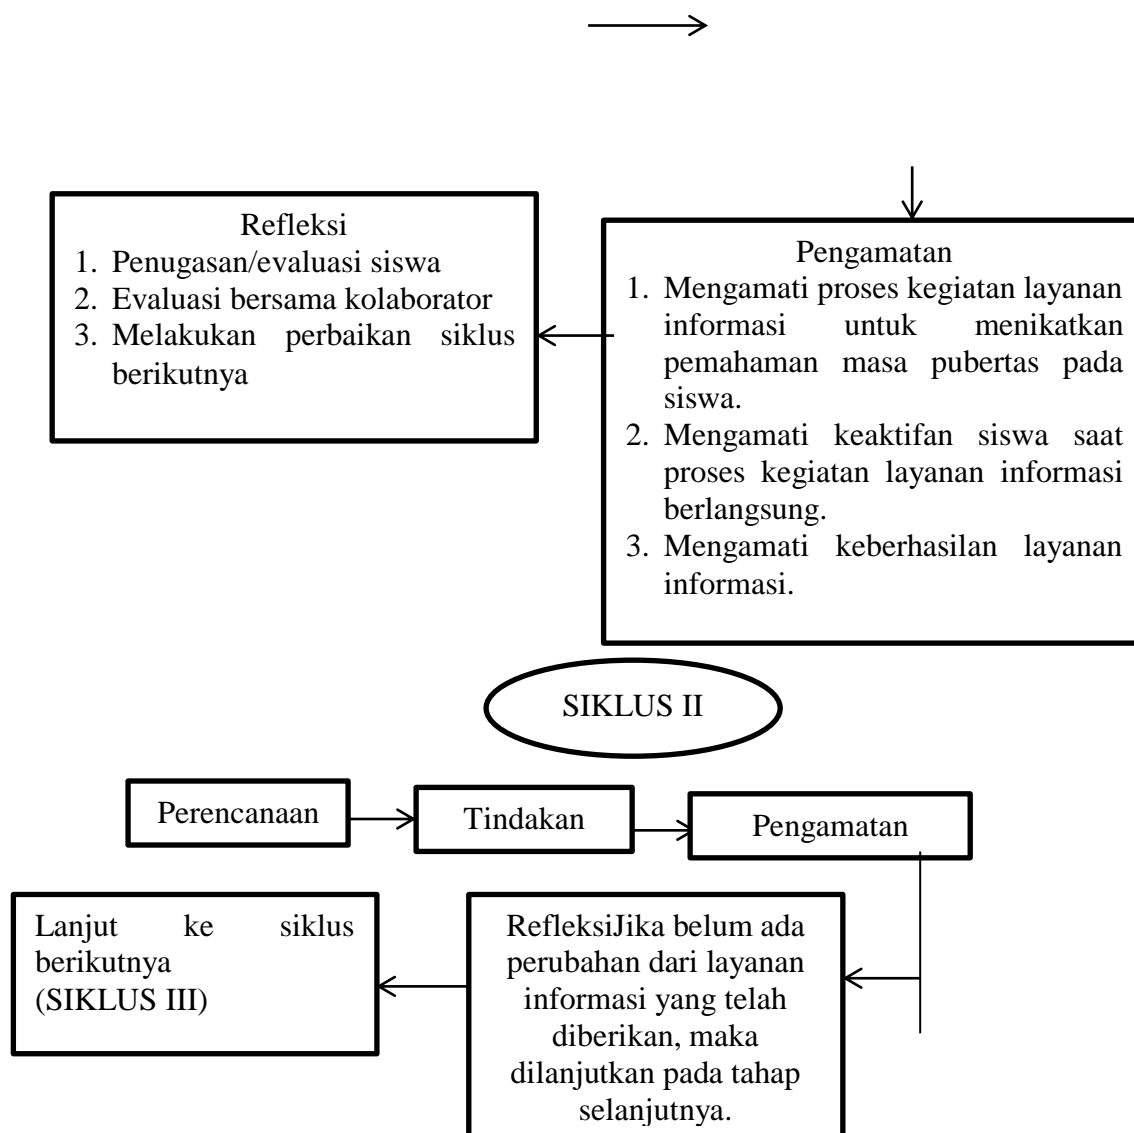 Refleksi
1. Penugasan/evaluasi siswa
2. Evaluasi bersama kolaborator
3. Melakukan perbaikan siklus
berikutnya
Pengamatan
1. Mengamati proses kegiatan layanan
informasi untuk menikatkan
pemahaman masa pubertas pada
siswa.
2. Mengamati keaktifan siswa saat
proses kegiatan layanan informasi
berlangsung.
3. Mengamati keberhasilan layanan
informasi.
SIKLUS II
Perencanaan
Tindakan
Pengamatan
RefleksiJika belum ada
perubahan dari layanan
informasi yang telah
diberikan, maka
dilanjutkan pada tahap
selanjutnya.
Lanjut ke siklus
berikutnya
(SIKLUS III)